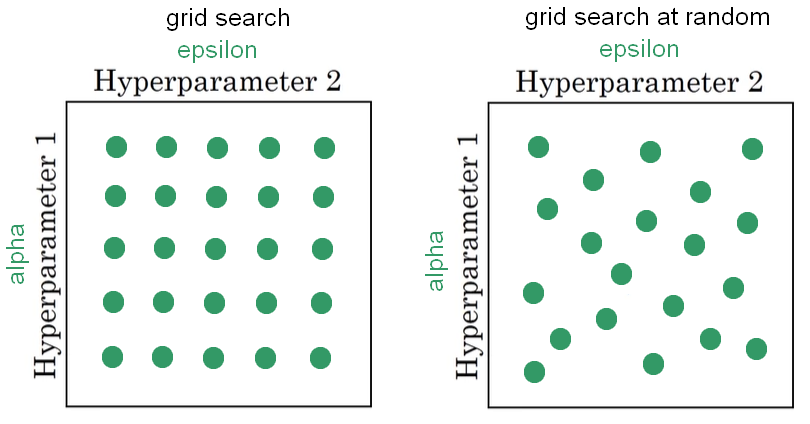 grid search
epsilon
Hyperparameter 2
alpha
Hyperparameter 1
grid search at random
epsilon
Hyperparameter 2
alpha
Hyperparameter 1